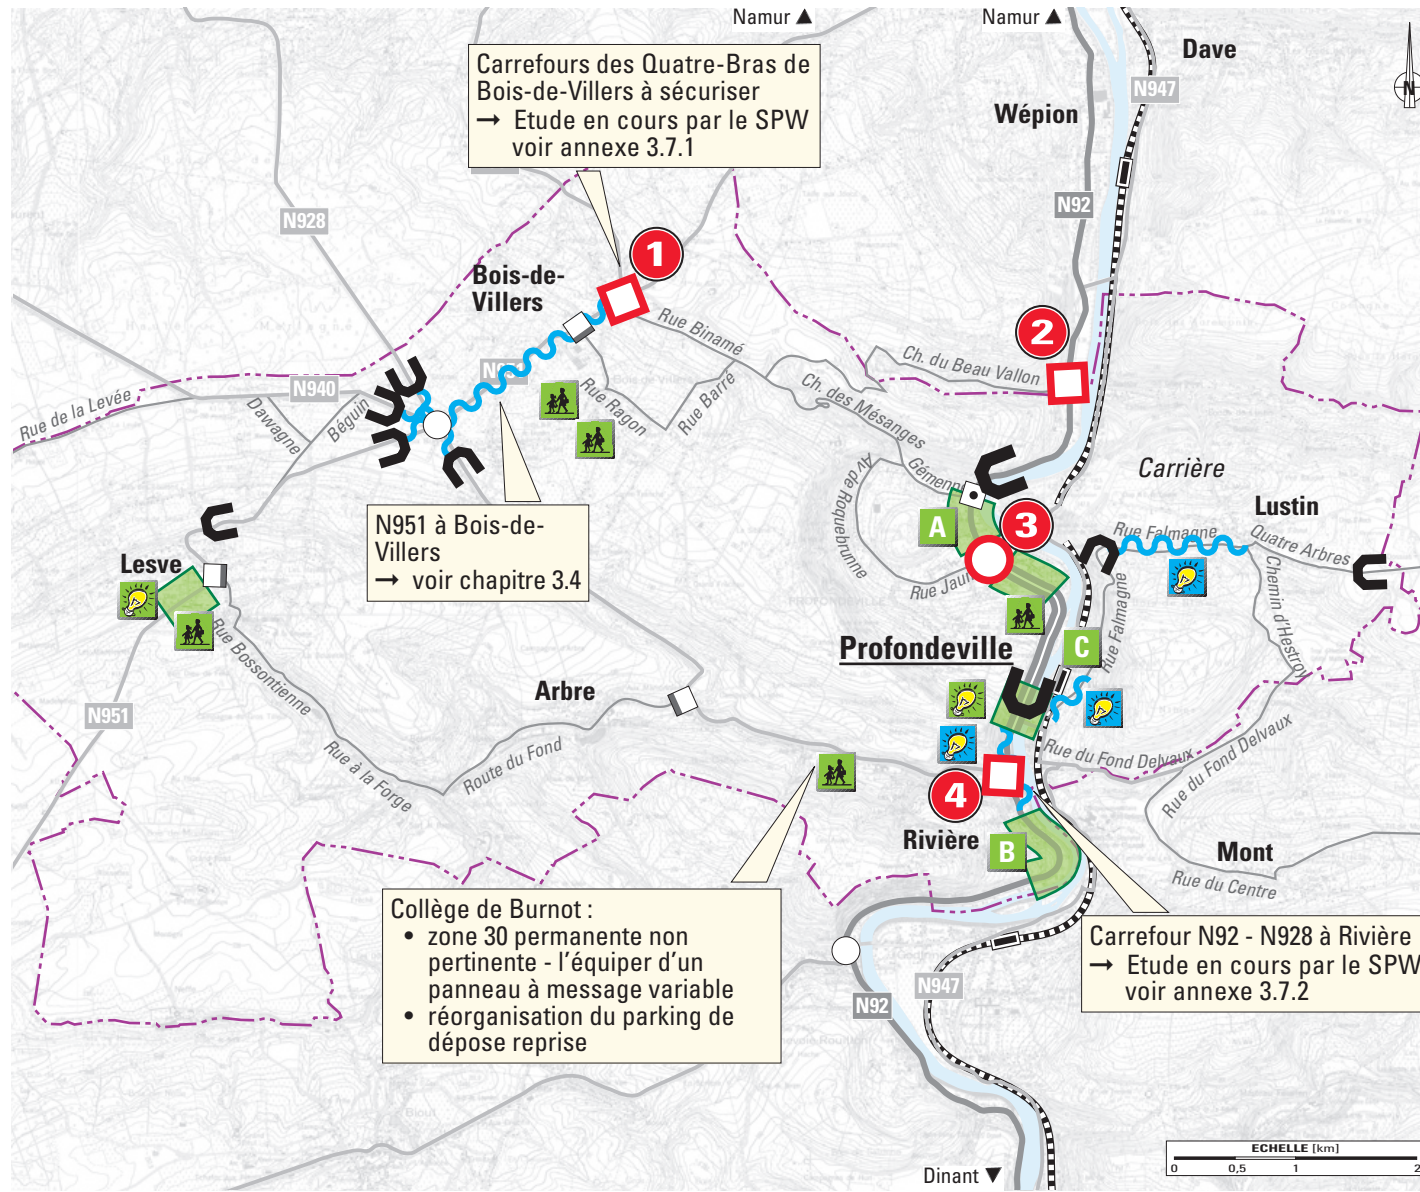 Namur ▲
Namur ▲
Dave
N947
Carrefours des Quatre-Bras de
Bois-de-Villers à sécuriser
→ Etude en cours par le SPW
voir annexe 3.7.1
N
Wépion
N92
N928
1
Bois-de-
Villers
Rue Binamé
2
Ch. du Beau Vallon
N940
Rue de la Levée
Dawagne
Béguin
Rue Ragon
Rue Barré
Ch. des Mésanges
Gémenne
Av de Roquebrunne
Carrière
Lustin
Rue Falmagne
Quatre Arbres
A
3
N951 à Bois-de-
Villers
→ voir chapitre 3.4
Lesve
Rue Jaune
Rue Falmagne
Chemin d'Hestroy
Profondeville
C
Rue Bossontienne
Arbre
N951
Rue à la Forge
Route du Fond
Rue du Fond Delvaux
Rue du Fond Delvaux
4
Rivière
B
Mont
Rue du Centre
Collège de Burnot :
• zone 30 permanente non
pertinente - l'équiper d'un
panneau à message variable
• réorganisation du parking de
dépose reprise
Carrefour N92 - N928 à Rivière
→ Etude en cours par le SPW
voir annexe 3.7.2
N92
N947
Dinant ▼
ECHELLE [km]
0 0,5 1 2